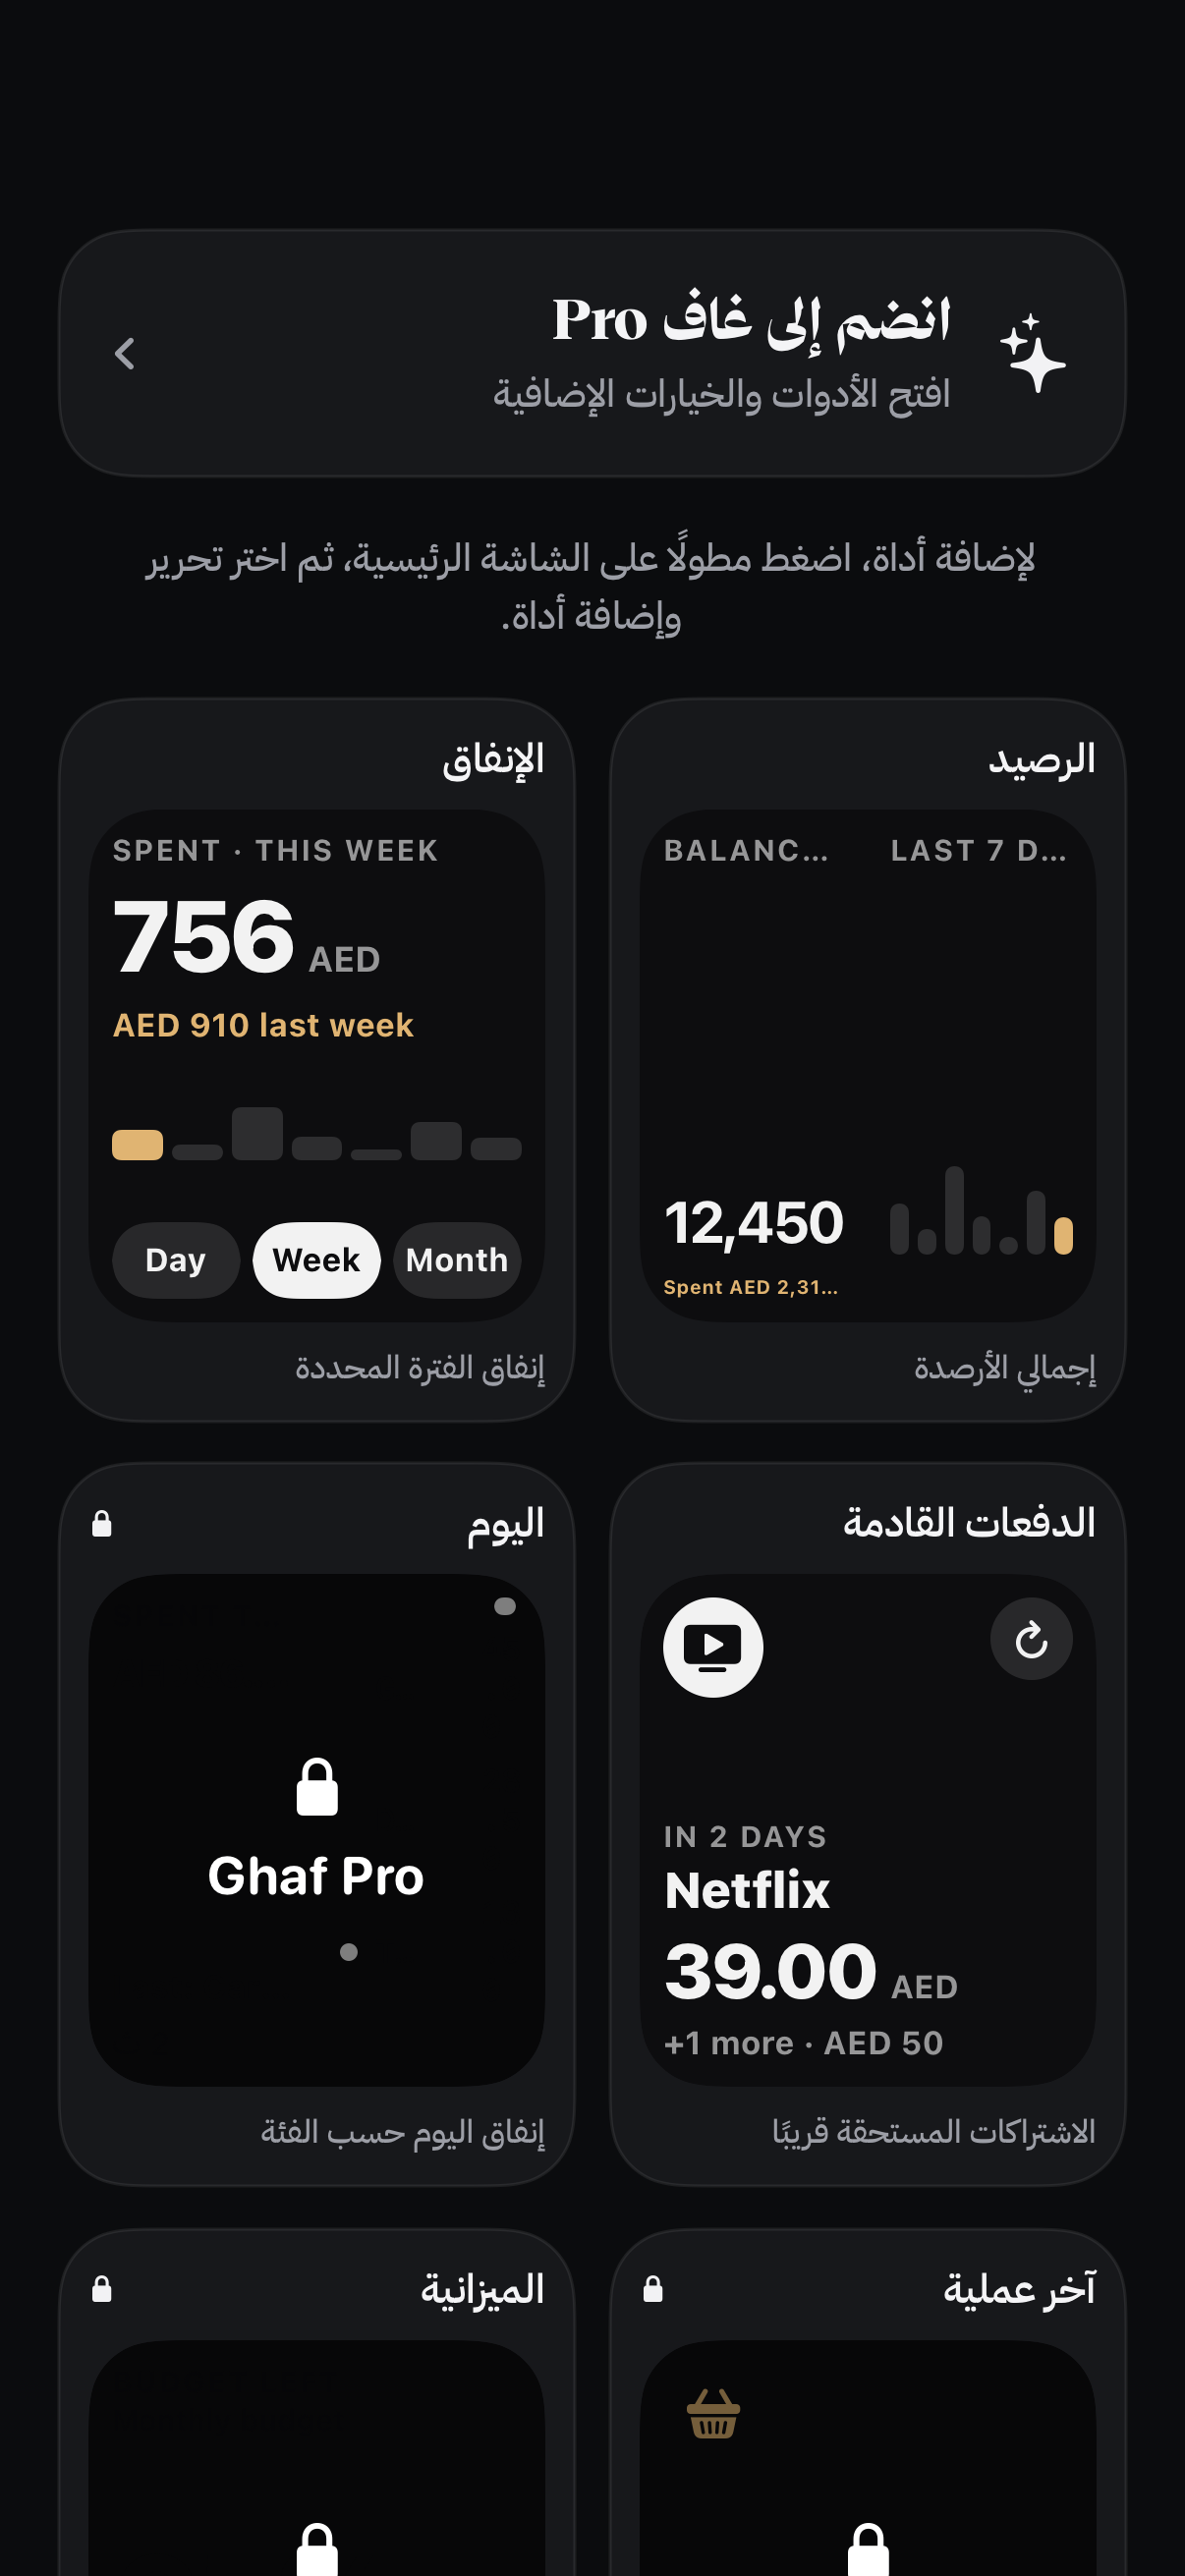 انضم إلى غاف Pro
افتح الأدوات والخيارات الإضافية
لإضافة أداة، اضغط مطولًا على الشاشة الرئيسية، ثم اختر تحرير
وإضافة أداة.
الرصيد
BALANC...
LAST 7 D...
12,450
Spent AED 2,31...
إجمالي الأرصدة
الإنفاق
SPENT · THIS WEEK
756 AED
AED 910 last week
Day Week Month
إنفاق الفترة المحددة
الدفعات القادمة
IN 2 DAYS
Netflix
39.00 AED
+1 more · AED 50
الاشتراكات المستحقة قريبًا
اليوم
Ghaf Pro
إنفاق اليوم حسب الفئة
آخر عملية
الميزانية